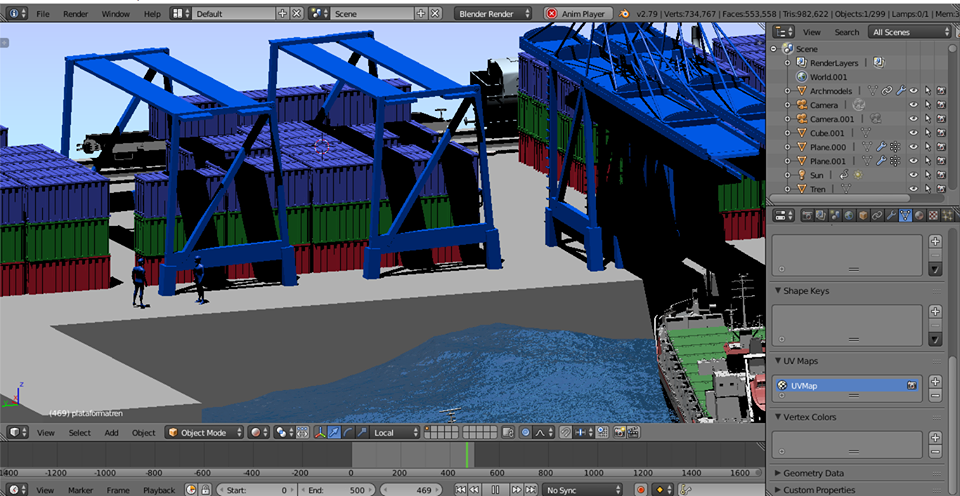 File Render Window Help Default Scene Blender Render Anim Player v2.79 | Verts:734,767 | Faces:553,558 | Tris:982,622 | Objects:1/299 | Lamps:0/1 | Mem:3
View Search All Scenes
Scene
RenderLayers
World.001
Archmodels
Camera
Camera.001
Cube.001
Plane.000
Plane.001
Sun
Tren
Shape Keys
UV Maps
UVMap
Vertex Colors
Geometry Data
Custom Properties
z
(469) plataformatren
View Select Add Object Object Mode Local
-1400 -1200 -1000 -800 -600 -400 -200 0 200 400 600 800 1000 1200 1400 1600
View Marker Frame Playback Start: 0 End: 500 469 No Sync